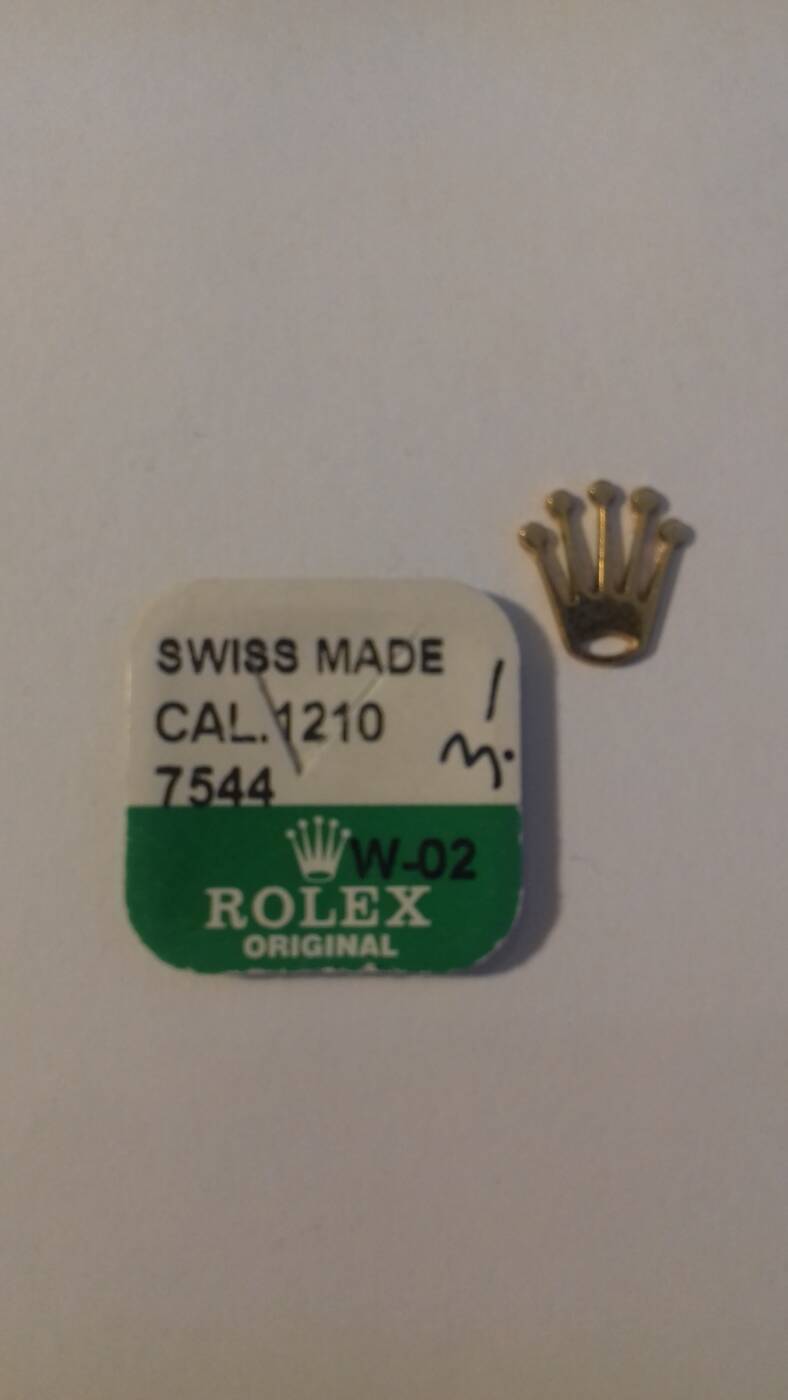 SWISS MADE
CAL.1210
7544
W-02
ROLEX
ORIGINAL